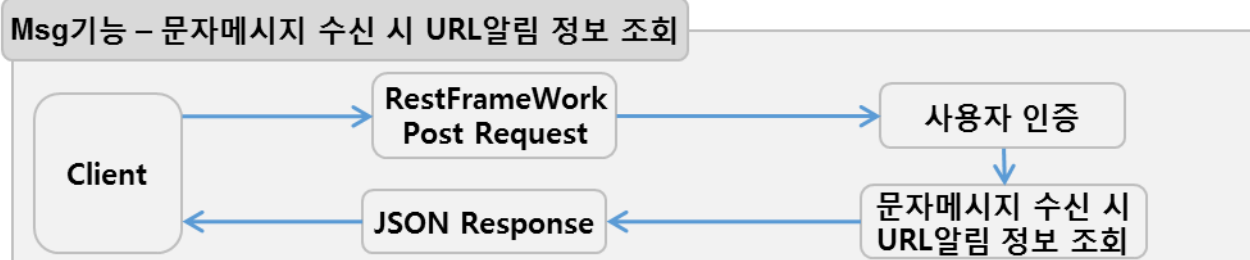 Msg기능 – 문자메시지 수신 시 URL알림 정보 조회
RestFrameWork
Post Request
사용자 인증
Client
JSON Response
문자메시지 수신 시
URL알림 정보 조회